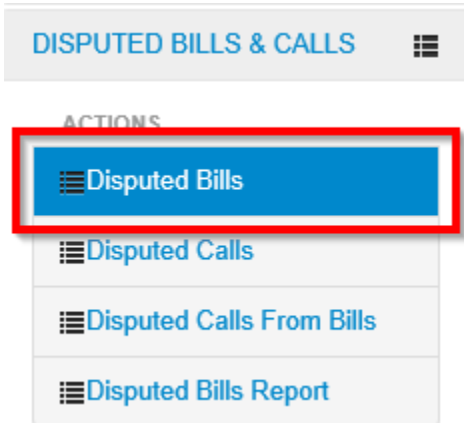 DISPUTED BILLS & CALLS
ACTIONS
Disputed Bills
Disputed Calls
Disputed Calls From Bills
Disputed Bills Report